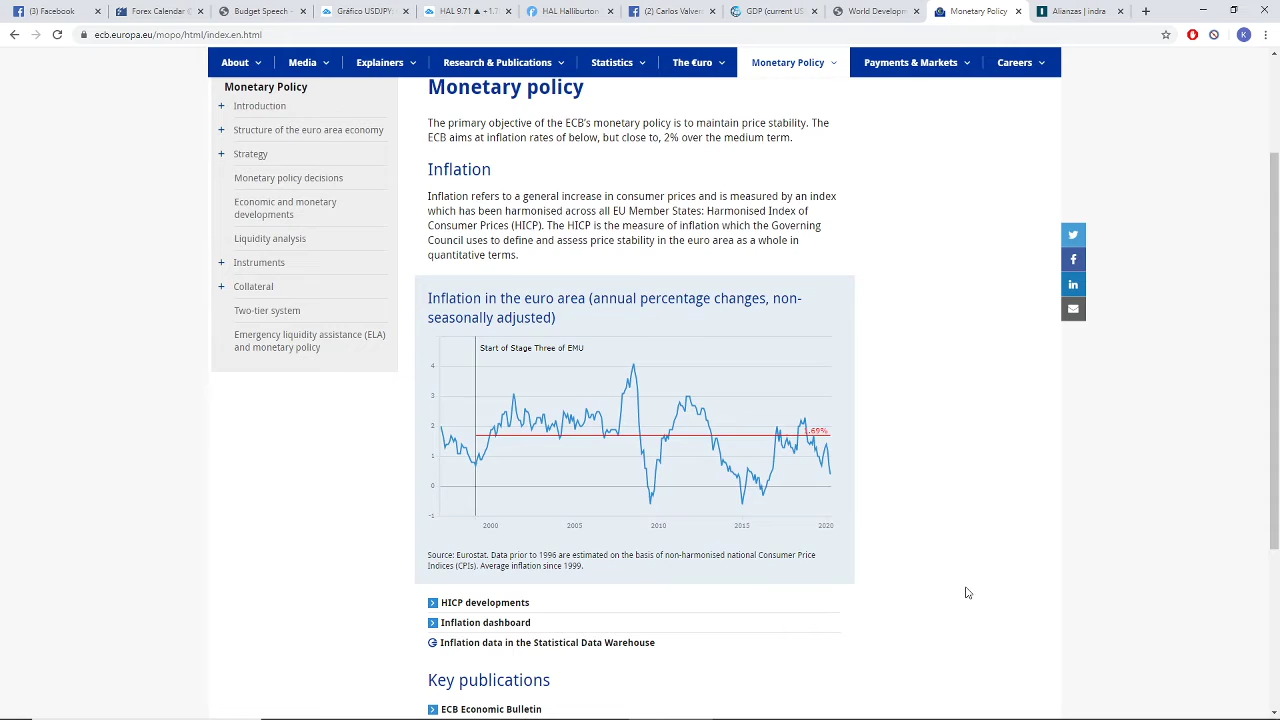 (3) Facebook
Forex Calendar
Budget Speech -
Gráfico USDJPY
HAL 9.71 ▲ +1.7
HAL Halliburton
(2) Carlos Valver
GDP (current US
World Developm
Monetary Policy
Alianzas | indra
ecb.europa.eu/mopo/html/index.en.html
K
About
Media
Explainers
Research & Publications
Statistics
The €uro
Monetary Policy
Payments & Markets
Careers
Monetary Policy
Introduction
Structure of the euro area economy
Strategy
Monetary policy decisions
Economic and monetary
developments
Liquidity analysis
Instruments
Collateral
Two-tier system
Emergency liquidity assistance (ELA)
and monetary policy
Monetary policy
The primary objective of the ECB's monetary policy is to maintain price stability. The
ECB aims at inflation rates of below, but close to, 2% over the medium term.
Inflation
Inflation refers to a general increase in consumer prices and is measured by an index
which has been harmonised across all EU Member States: Harmonised Index of
Consumer Prices (HICP). The HICP is the measure of inflation which the Governing
Council uses to define and assess price stability in the euro area as a whole in
quantitative terms.
Inflation in the euro area (annual percentage changes, non-
seasonally adjusted)
Start of Stage Three of EMU
4
3
2
1.69%
1
0
-1
2000
2005
2010
2015
2020
Source: Eurostat. Data prior to 1996 are estimated on the basis of non-harmonised national Consumer Price
Indices (CPIs). Average inflation since 1999.
HICP developments
Inflation dashboard
Inflation data in the Statistical Data Warehouse
Key publications
ECB Economic Bulletin